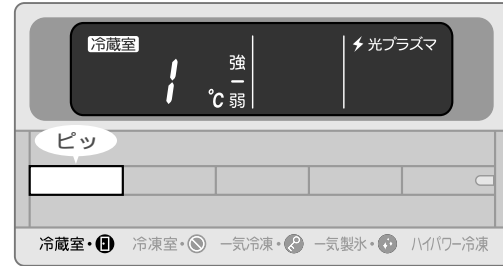 冷蔵室
1 ℃
強
弱
光プラズマ
ピッ
冷蔵室・ 冷凍室・ 一気冷凍・ 一気製氷・ ハイパワー冷凍